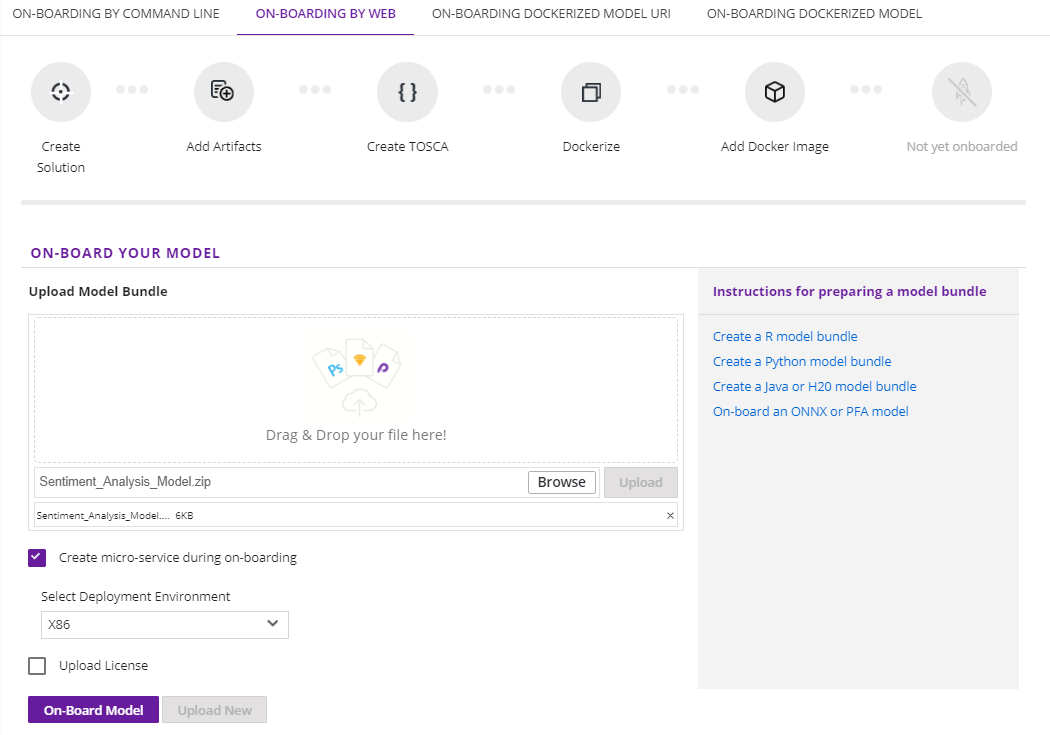 ON-BOARDING BY COMMAND LINE ON-BOARDING BY WEB ON-BOARDING DOCKERIZED MODEL URI ON-BOARDING DOCKERIZED MODEL
{ }
Create Solution
Add Artifacts
Create TOSCA
Dockerize
Add Docker Image
Not yet onboarded
ON-BOARD YOUR MODEL
Upload Model Bundle
Ps
Drag & Drop your file here!
Sentiment_Analysis_Model.zip Browse Upload
Sentiment_Analysis_Model.... 6KB ×
Create micro-service during on-boarding
Select Deployment Environment
X86
Upload License
On-Board Model Upload New
Instructions for preparing a model bundle
Create a R model bundle
Create a Python model bundle
Create a Java or H20 model bundle
On-board an ONNX or PFA model